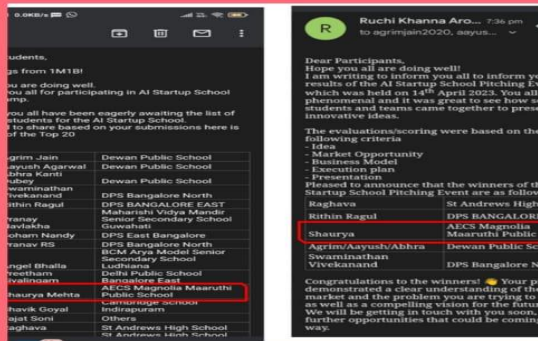 0.0KB/s
udents,
gs from 1M1B!
ou are doing well.
ou all for participating in AI Startup School
mp.
you all have been eagerly awaiting the list of
students for the AI Startup School.
to share based on your submissions here is
of the Top 20
grim Jain Dewan Public School
ayush Agarwal Dewan Public School
bhra Kanti
ubey Dewan Public School
waminathan
ivekanand DPS Bangalore North
ithin Ragul DPS BANGALORE EAST
Maharishi Vidya Mandir
ranay Senior Secondary School
avlakha Guwahati
oham Nandy DPS East Bangalore
ranav RS DPS Bangalore North
BCM Arya Model Senior
Secondary School
ngel Bhalla Ludhiana
reetham Delhi Public School
ivalingam Bangalore East
AECS Magnolia Maaruthi
haurya Mehta Public School
Cambridge School
havik Goyal Indirapuram
ajat Soni Others
aghava St Andrews High School
St Andrews High School
R
Ruchi Khanna Aro... 7:36 pm
to agrimjain2020, aayus...
Dear Participants,
Hope you all are doing well!
I am writing to inform you all to inform yo
results of the AI Startup School Pitching Ev
which was held on 14th April 2023. You all
phenomenal and it was great to see how s
students and teams came together to prese
innovative ideas.
The evaluations/scoring were based on the
following criteria
- Idea
- Market Opportunity
- Business Model
- Execution plan
- Presentation
Pleased to announce that the winners of th
Startup School Pitching Event are as follow
Raghava St Andrews High
Rithin Ragul DPS BANGALORE
AECS Magnolia
Shaurya Maaruthi Public
Agrim/Aayush/Abhra Dewan Public Sc
Swaminathan
Vivekanand DPS Bangalore N
Congratulations to the winners! 👏 Your p
demonstrated a clear understanding of the
market and the problem you are trying to
as well as a compelling vision for the futur
We will be getting in touch with you soon,
further opportunities that could be coming
way.